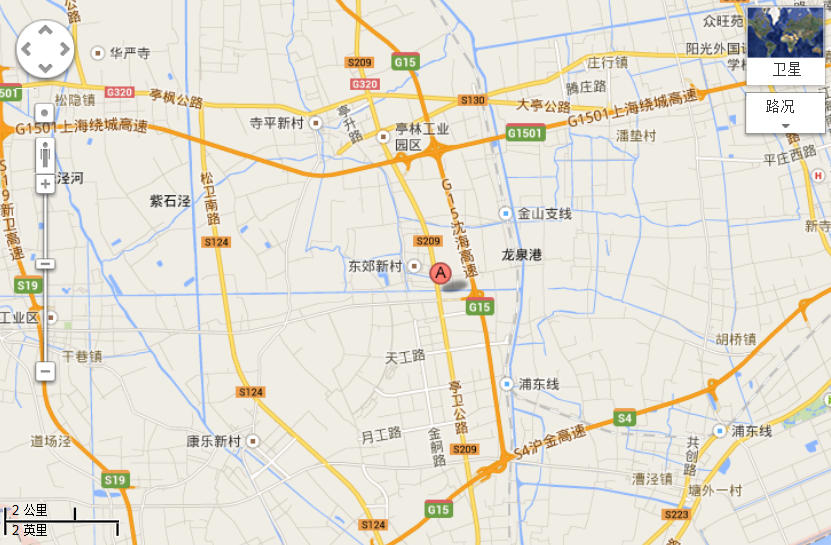 公路
华严寺
S209
G15
众旺苑
阳光外国
学校
卫星
路况
G320
庄行镇
腾庄路
501
松隐镇
G320
亭枫公路
S130
大亭公路
G1501上海绕城高速
G1501上海绕城高速
寺平新村
亭升路
亭林工业
园区
G1501
潘垫村
平庄西路
H
S19新卫高速
泾河
紫石泾
松卫南路
G15沈海高速
金山支线
新寺
S124
S209
东郊新村
A
龙泉港
S19
G15
工业区
干巷镇
天工路
胡桥镇
S124
亭卫公路
浦东线
S4
道场泾
康乐新村
月工路
金舸路
S209
S4沪金高速
共创路
浦东线
S19
漕泾镇
塘外一村
2 公里
2 英里
S124
G15
S223